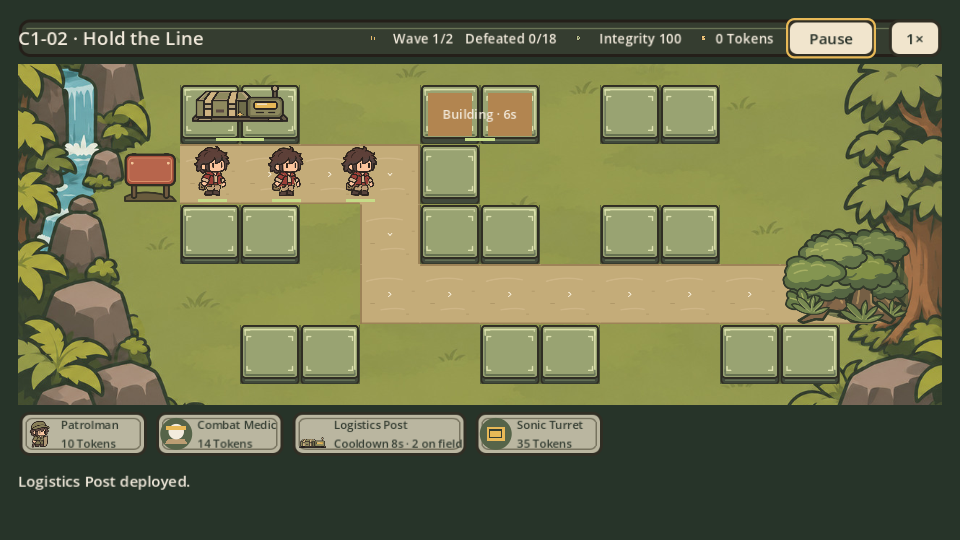 C1-02 · Hold the Line
Wave 1/2 Defeated 0/18 Integrity 100 0 Tokens Pause 1×
Building · 6s
Patrolman
10 Tokens
Combat Medic
14 Tokens
Logistics Post
Cooldown 8s · 2 on field
Sonic Turret
35 Tokens
Logistics Post deployed.